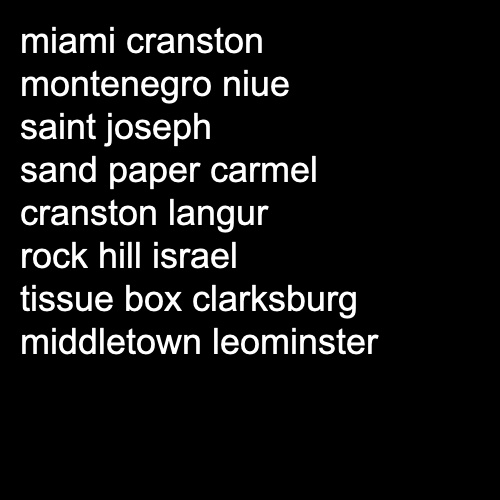 miami cranston
montenegro niue
saint joseph
sand paper carmel
cranston langur
rock hill israel
tissue box clarksburg
middletown leominster